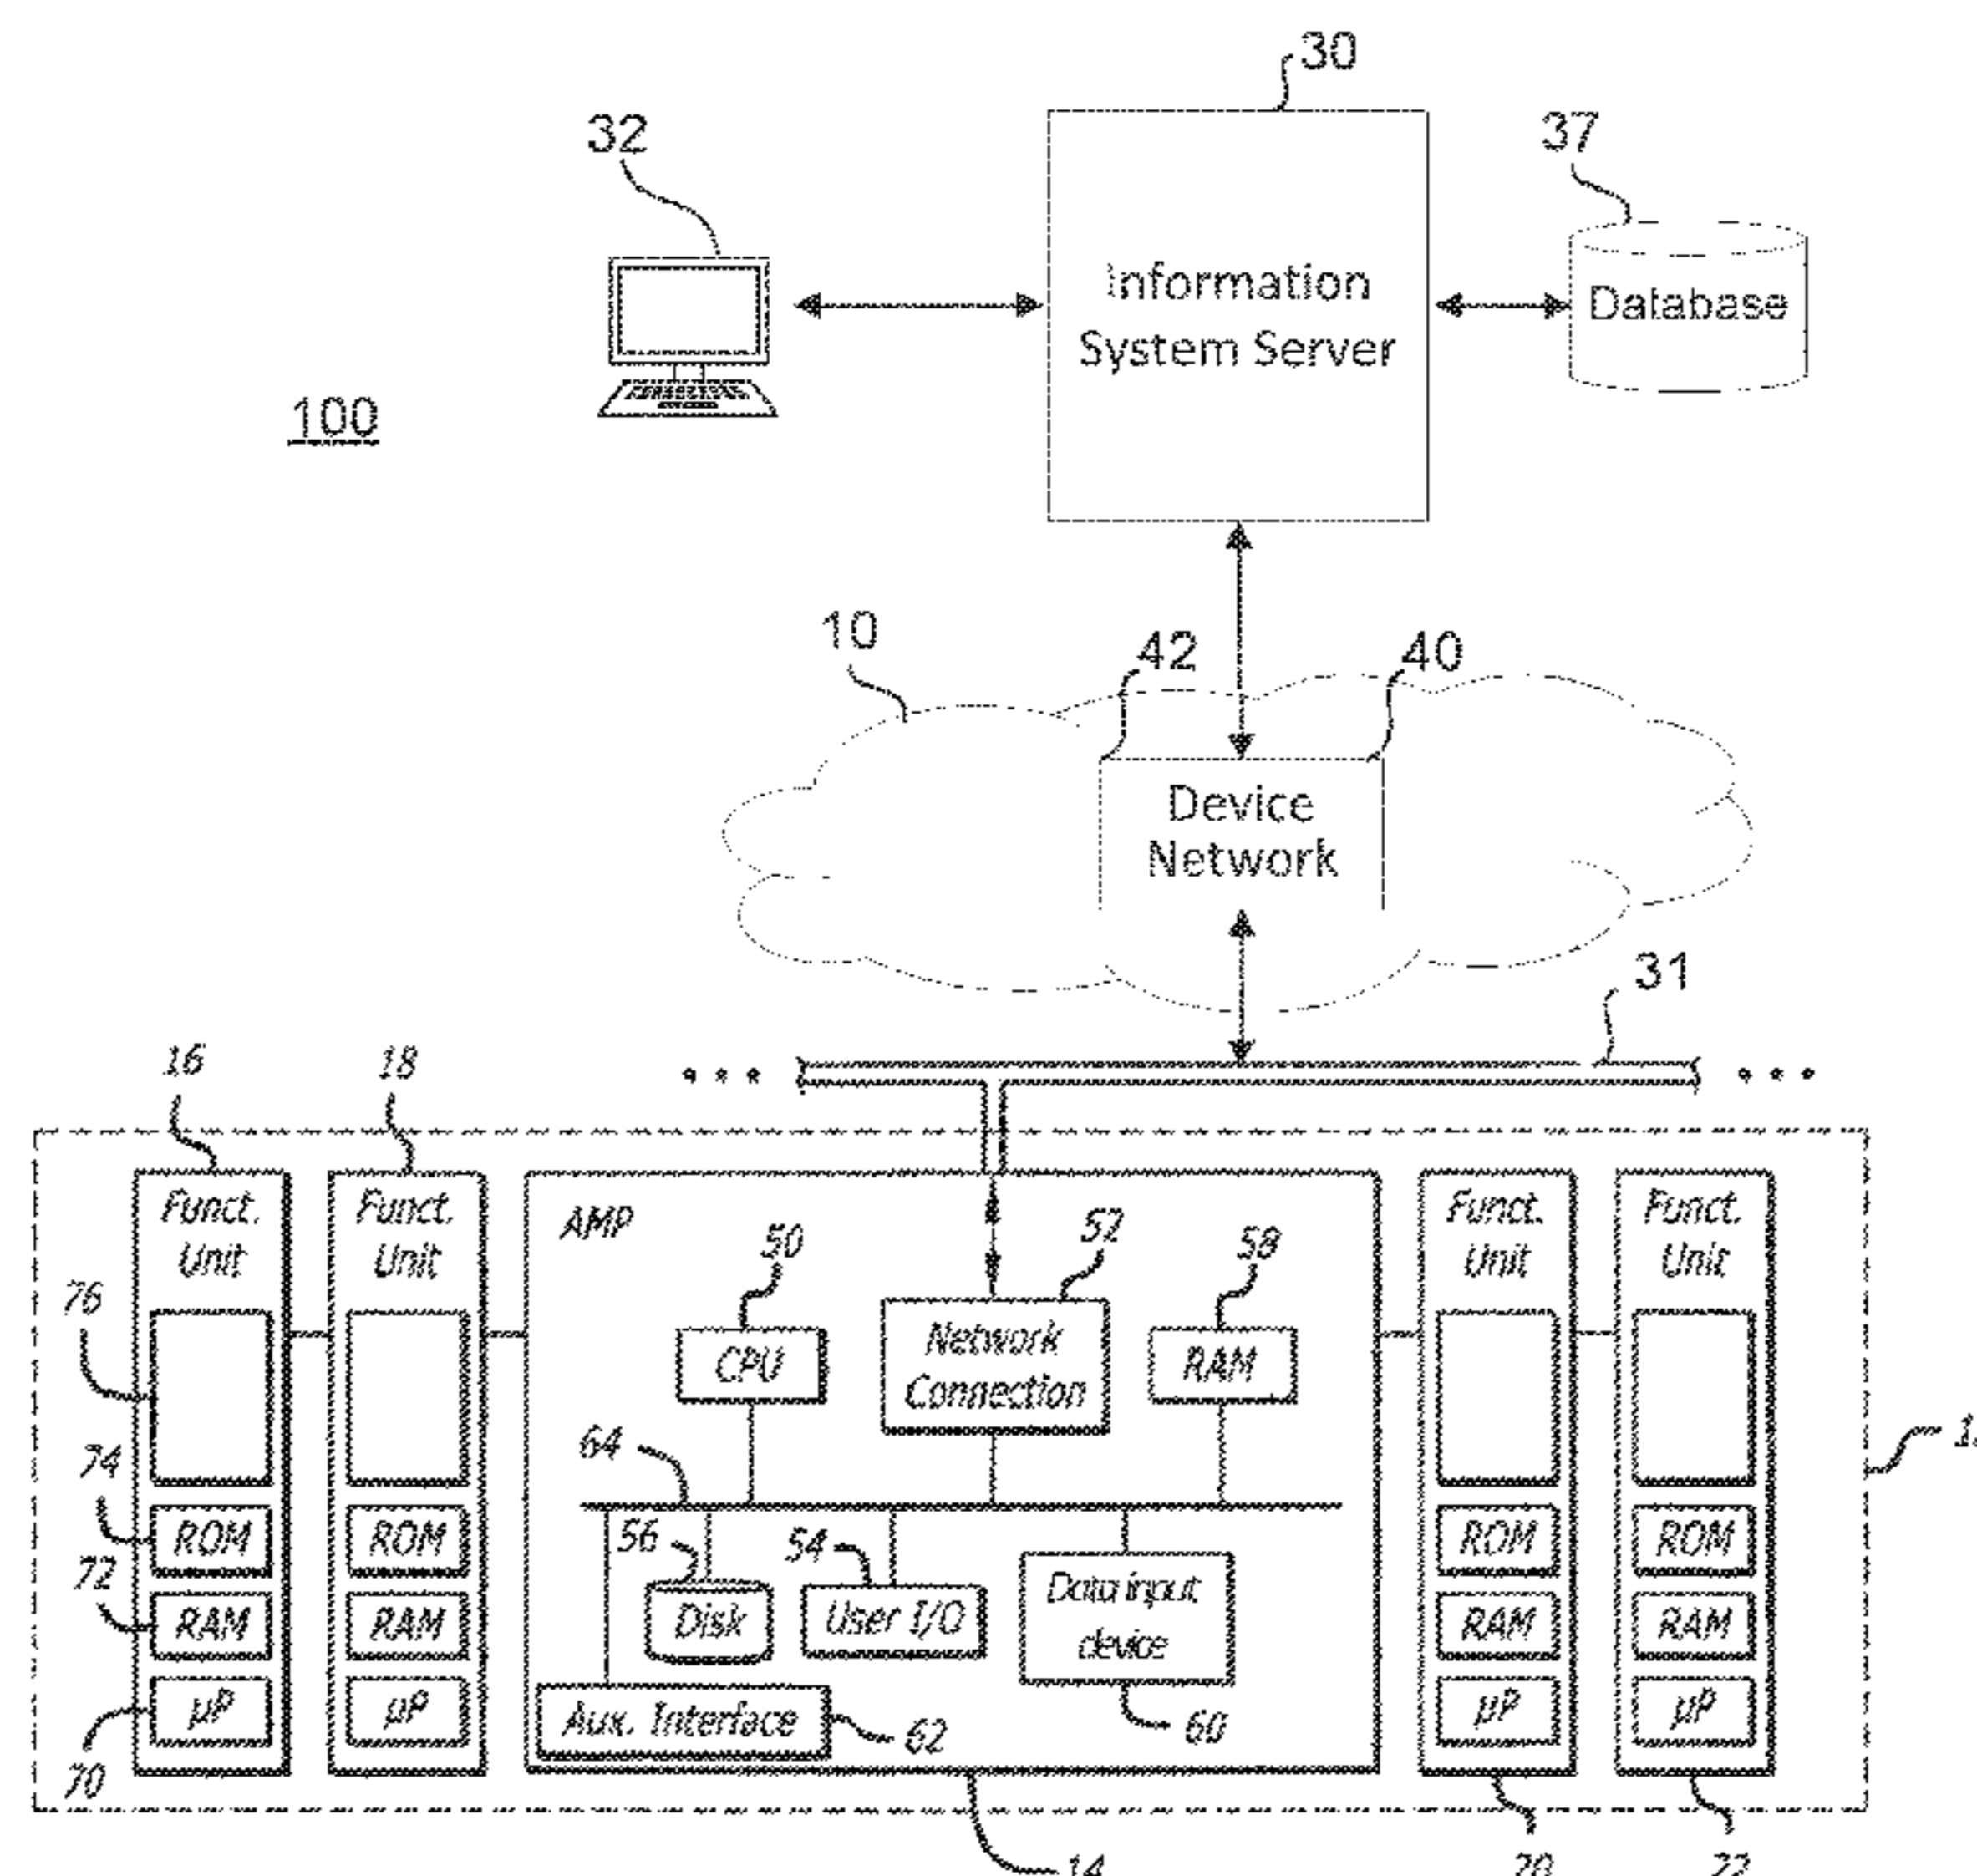 30
32
37
Information
System Server
Database
100
10
42
40
Device
Network
31
16
18
Funct.
Unit
Funct.
Unit
AMP
50
52
58
Funct.
Unit
Funct.
Unit
76
CPU
Network
Connection
RAM
64
74
ROM
ROM
56
54
Disk
User I/O
Data input
device
ROM
ROM
72
RAM
RAM
RAM
RAM
70
µP
µP
Aux. Interface
62
60
µP
µP
14
20
22